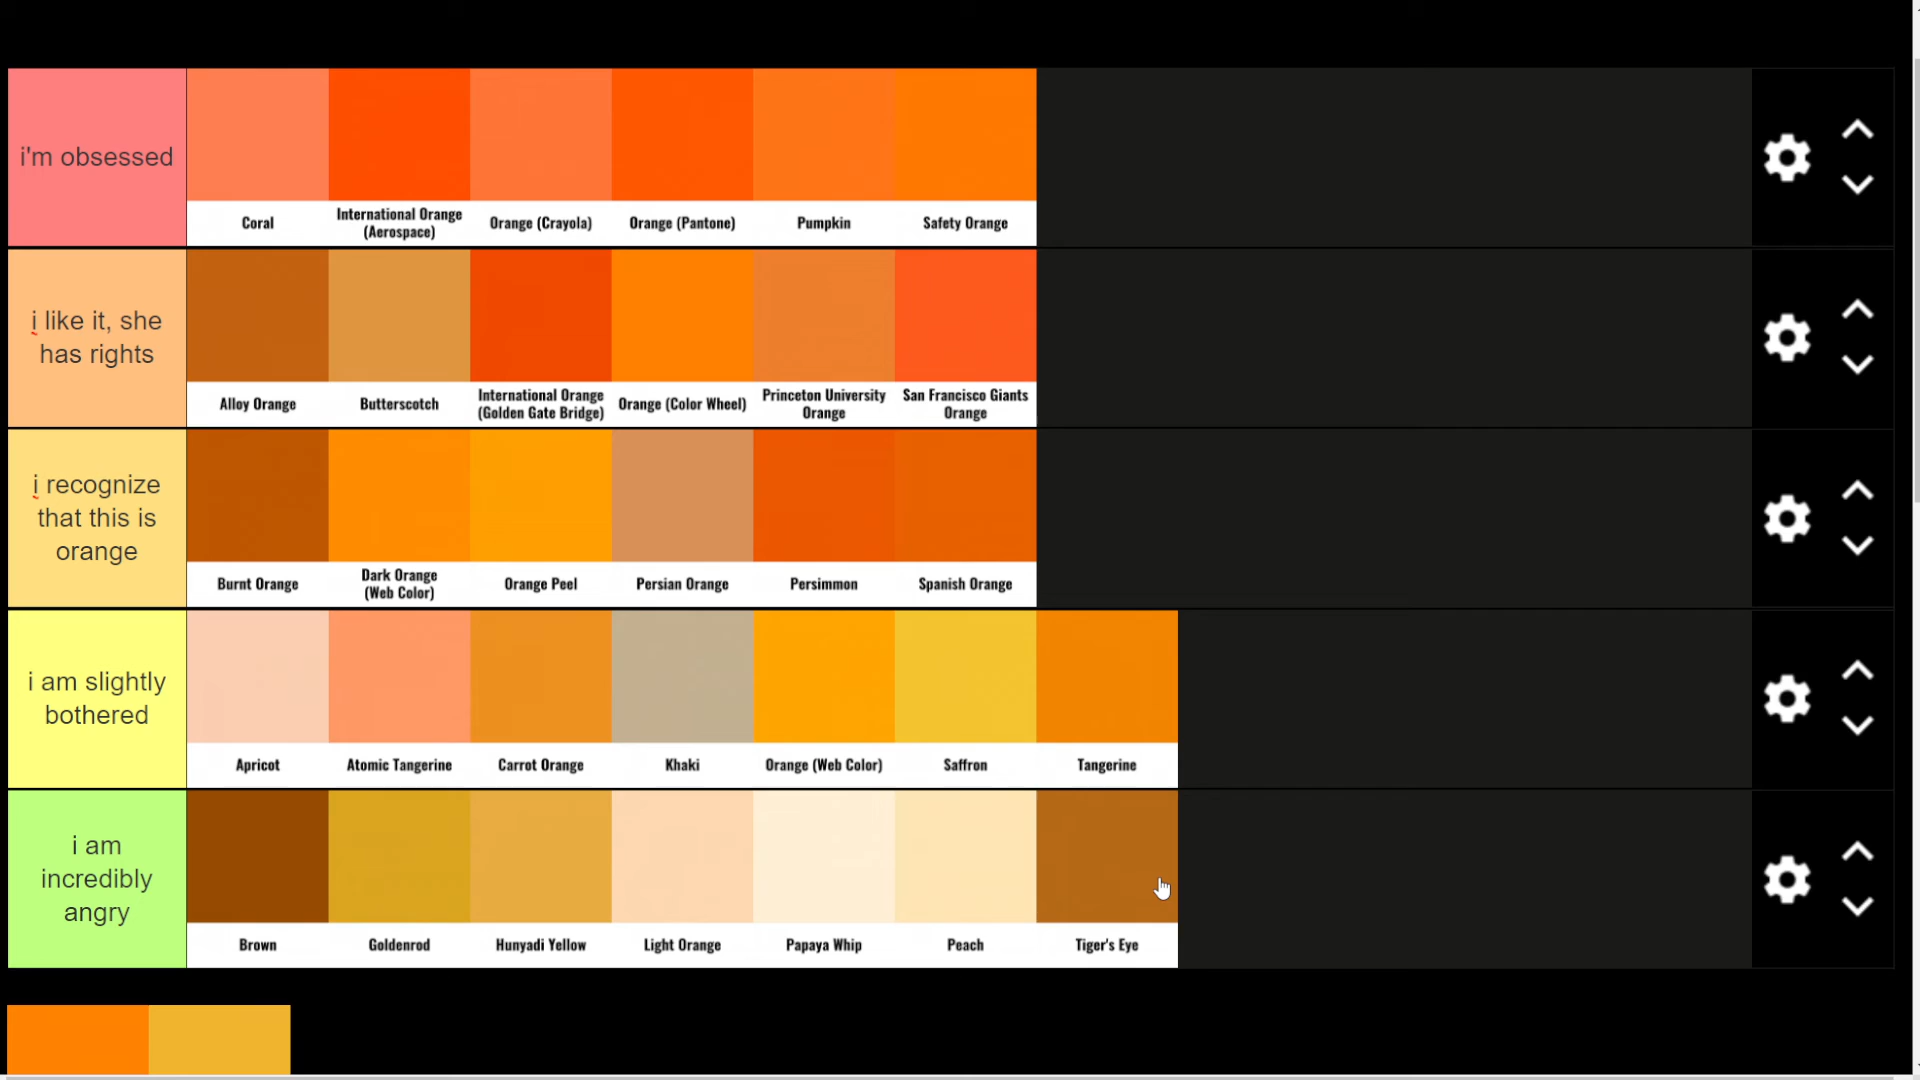 i'm obsessed
Coral
International Orange
(Aerospace)
Orange (Crayola)
Orange (Pantone)
Pumpkin
Safety Orange
i like it, she
has rights
Alloy Orange
Butterscotch
International Orange
(Golden Gate Bridge)
Orange (Color Wheel)
Princeton University
Orange
San Francisco Giants
Orange
i recognize
that this is
orange
Burnt Orange
Dark Orange
(Web Color)
Orange Peel
Persian Orange
Persimmon
Spanish Orange
i am slightly
bothered
Apricot
Atomic Tangerine
Carrot Orange
Khaki
Orange (Web Color)
Saffron
Tangerine
i am
incredibly
angry
Brown
Goldenrod
Hunyadi Yellow
Light Orange
Papaya Whip
Peach
Tiger's Eye